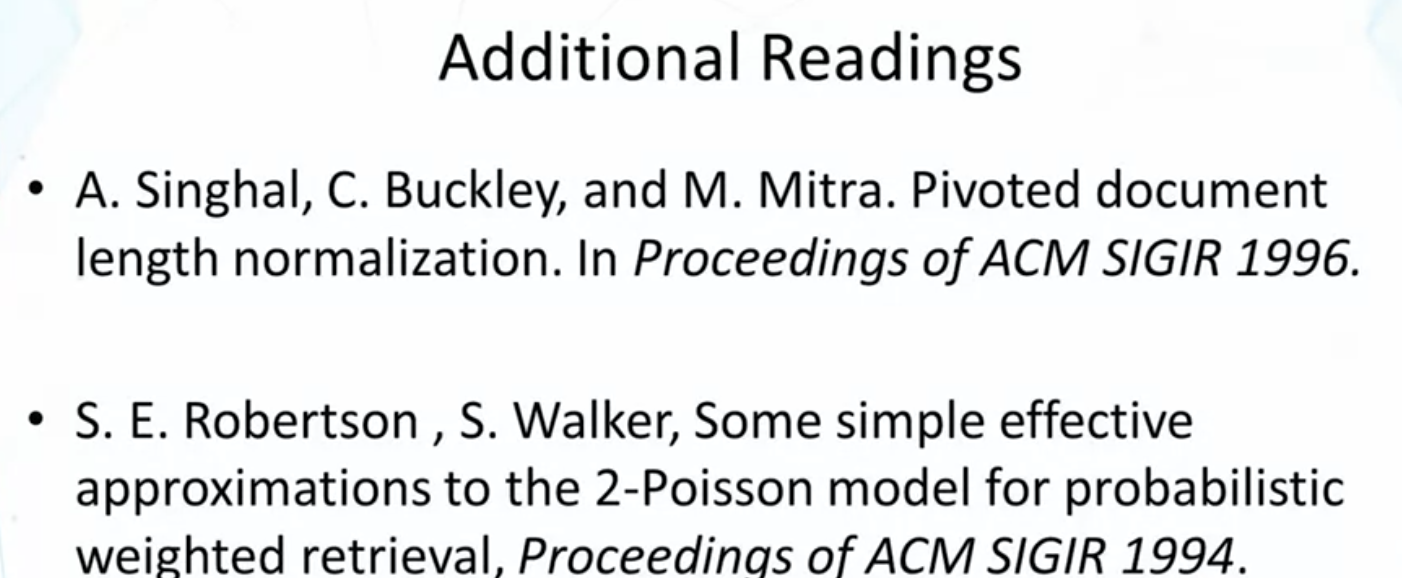 Additional Readings
• A. Singhal, C. Buckley, and M. Mitra. Pivoted document
length normalization. In Proceedings of ACM SIGIR 1996.
• S. E. Robertson , S. Walker, Some simple effective
approximations to the 2-Poisson model for probabilistic
weighted retrieval, Proceedings of ACM SIGIR 1994.